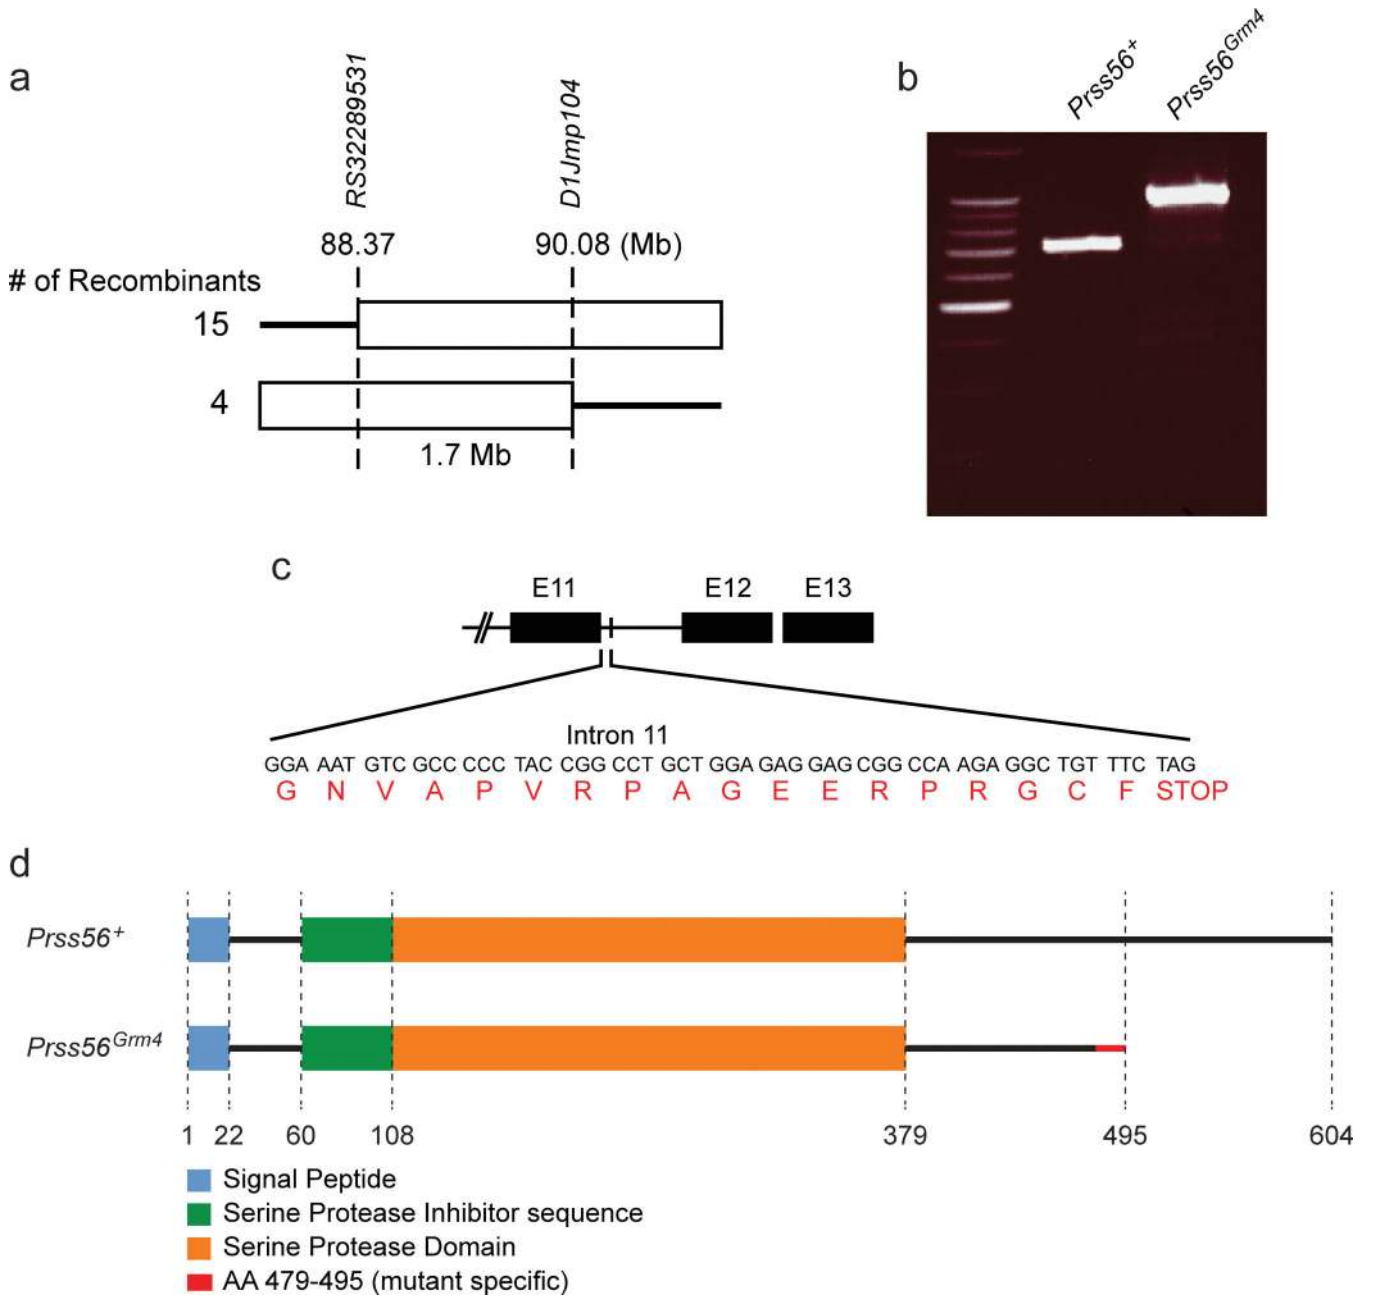 a
RS32289531
D1Jmp104
88.37
90.08 (Mb)
# of Recombinants
15
4
1.7 Mb
b
Prss56+
Prss56Grm4
c
E11
E12
E13
Intron 11
GGA AAT GTC GCC CCC TAC CGG CCT GCT GGA GAG GAG CGG CCA AGA GGC TGT TTC TAG
G N V A P V R P A G E E R P R G C F STOP
d
Prss56+
Prss56Grm4
1 22 60 108 379 495 604
Signal Peptide
Serine Protease Inhibitor sequence
Serine Protease Domain
AA 479-495 (mutant specific)